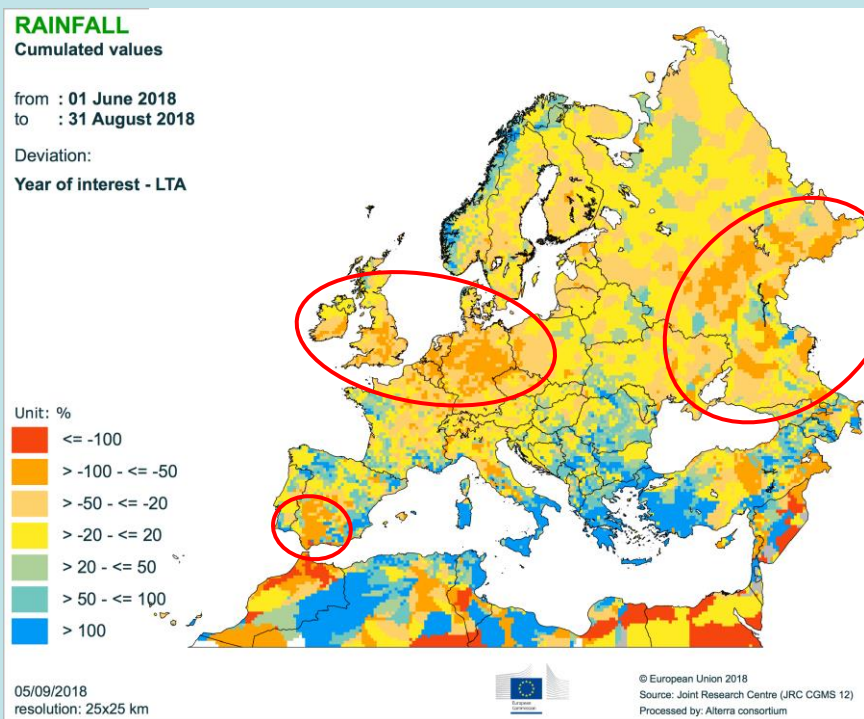 RAINFALL
Cumulated values
from : 01 June 2018
to : 31 August 2018
Deviation:
Year of interest - LTA
Unit: %
<= -100
> -100 - <= -50
> -50 - <= -20
> -20 - <= 20
> 20 - <= 50
> 50 - <= 100
> 100
05/09/2018
resolution: 25x25 km
European
Commission
© European Union 2018
Source: Joint Research Centre (JRC CGMS 12)
Processed by: Alterra consortium